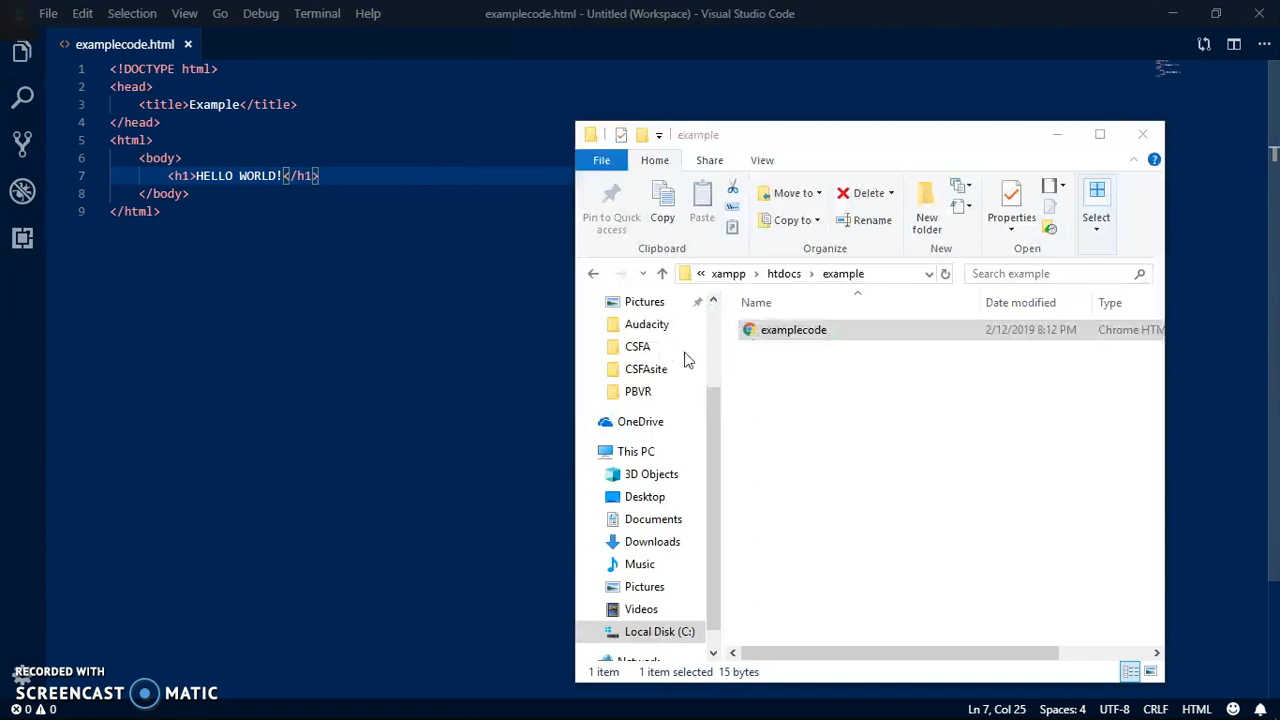 File Edit Selection View Go Debug Terminal Help examplecode.html - Untitled (Workspace) - Visual Studio Code
<> examplecode.html ×
1 <!DOCTYPE html>
2 <head>
3 <title>Example</title>
4 </head>
5 <html>
6 <body>
7 <h1>HELLO WORLD!</h1>
8 </body>
9 </html>
example
File Home Share View
Pin to Quick access
Copy
Paste
Clipboard
Move to
Copy to
Delete
Rename
Organize
New folder
New
Properties
Open
Select
« xampp › htdocs › example
Search example
Name Date modified Type
examplecode 2/12/2019 8:12 PM Chrome HTM
Pictures
Audacity
CSFA
CSFAsite
PBVR
OneDrive
This PC
3D Objects
Desktop
Documents
Downloads
Music
Pictures
Videos
Local Disk (C:)
Network
1 item 1 item selected 15 bytes
RECORDED WITH
SCREENCAST MATIC
0 0 Ln 7, Col 25 Spaces: 4 UTF-8 CRLF HTML